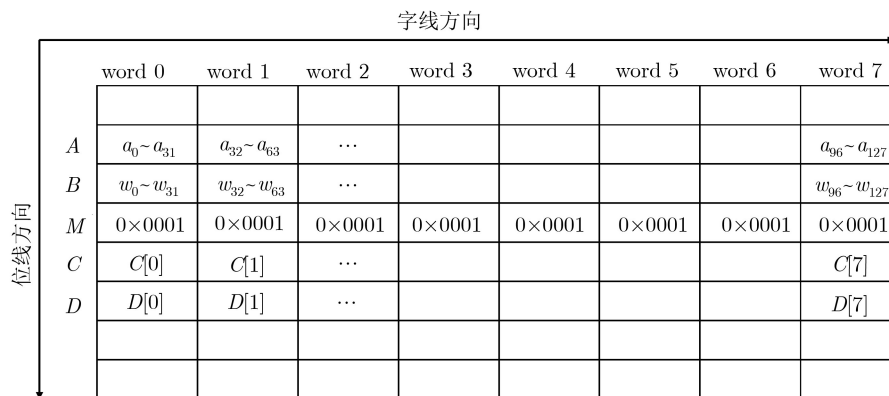 字线方向
word 0 word 1 word 2 word 3 word 4 word 5 word 6 word 7
A a₀~a₃₁ a₃₂~a₆₃ ··· a₉₆~a₁₂₇
B w₀~w₃₁ w₃₂~w₆₃ ··· w₉₆~w₁₂₇
M 0×0001 0×0001 0×0001 0×0001 0×0001 0×0001 0×0001 0×0001
C C[0] C[1] ··· C[7]
D D[0] D[1] ··· D[7]
位线方向